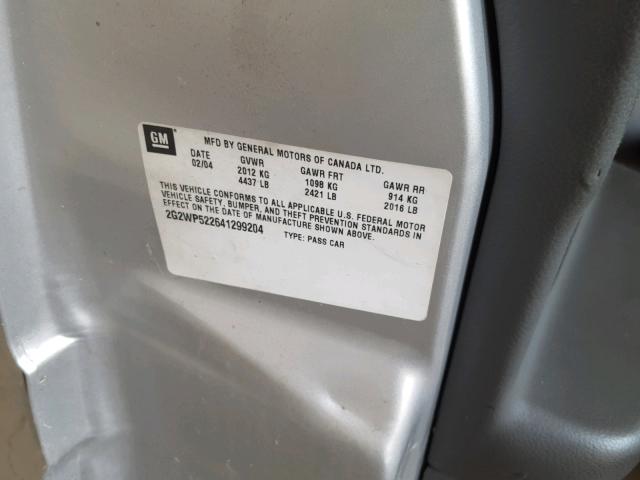 GM
MFD BY GENERAL MOTORS OF CANADA LTD.
DATE GVWR GAWR FRT GAWR RR
02/04 2012 KG 1098 KG 914 KG
4437 LB 2421 LB 2016 LB
THIS VEHICLE CONFORMS TO ALL APPLICABLE U.S. FEDERAL MOTOR
VEHICLE SAFETY, BUMPER, AND THEFT PREVENTION STANDARDS IN
EFFECT ON THE DATE OF MANUFACTURE SHOWN ABOVE.
2G2WP522641299204 TYPE: PASS CAR